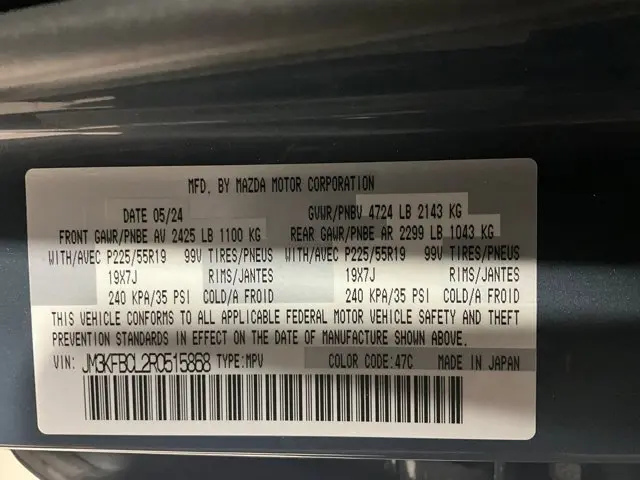 MFD. BY MAZDA MOTOR CORPORATION
DATE 05/24 GVWR/PNBV 4724 LB 2143 KG
FRONT GAWR/PNBE AV 2425 LB 1100 KG REAR GAWR/PNBE AR 2299 LB 1043 KG
WITH/AVEC P225/55R19 99V TIRES/PNEUS WITH/AVEC P225/55R19 99V TIRES/PNEUS
19X7J RIMS/JANTES 19X7J RIMS/JANTES
240 KPA/35 PSI COLD/A FROID 240 KPA/35 PSI COLD/A FROID
THIS VEHICLE CONFORMS TO ALL APPLICABLE FEDERAL MOTOR VEHICLE SAFETY AND THEFT
PREVENTION STANDARDS IN EFFECT ON THE DATE OF MANUFACTURE SHOWN ABOVE.
VIN: JM3KFBCL2R0515868 TYPE:MPV COLOR CODE:47C MADE IN JAPAN